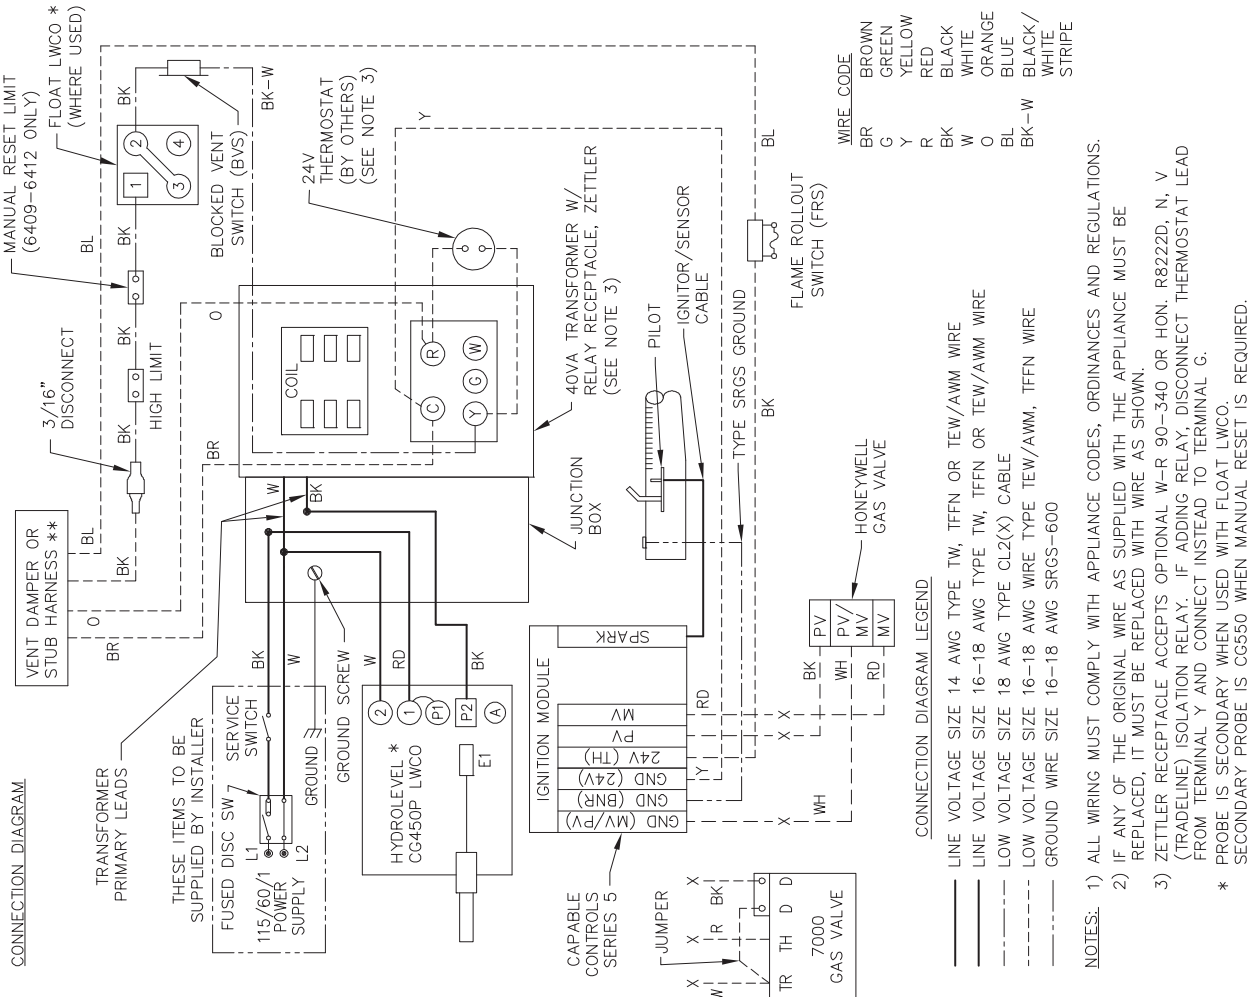 CONNECTION DIAGRAM
TRANSFORMER
PRIMARY LEADS
THESE ITEMS TO BE
SUPPLIED BY INSTALLER
FUSED DISC SW
SERVICE
SWITCH
L1
L2
115/60/1
POWER
SUPPLY
GROUND
GROUND SCREW
BK
W
VENT DAMPER OR
STUB HARNESS **
BL
BK
O
BR
3/16"
DISCONNECT
BK
HIGH LIMIT
BK
MANUAL RESET LIMIT
(6409-6412 ONLY)
BL
BK
FLOAT LWCO *
(WHERE USED)
1
2
3
4
BK
BLOCKED VENT
SWITCH (BVS)
BK-W
O
BR
W
BK
COIL
R
C
W
G
Y
24V
THERMOSTAT
(BY OTHERS)
(SEE NOTE 3)
Y
40VA TRANSFORMER W/
RELAY RECEPTACLE, ZETTLER
(SEE NOTE 3)
JUNCTION
BOX
HYDROLEVEL *
CG450P LWCO
2
1
P1
P2
A
E1
W
RD
BK
PILOT
IGNITOR/SENSOR
CABLE
TYPE SRGS GROUND
BL
FLAME ROLLOUT
SWITCH (FRS)
BK
IGNITION MODULE
SPARK
MV
PV
24V (TH)
GND (24V)
GND (BNR)
GND (MV/PV)
RD
Y
X
X
X
BK
WH
RD
WH
PV
PV/
MV
MV
HONEYWELL
GAS VALVE
CAPABLE
CONTROLS
SERIES 5
JUMPER
X
X
X
W
R
BK
TR
TH
D
D
7000
GAS VALVE
WIRE CODE
BR BROWN
G GREEN
Y YELLOW
R RED
BK BLACK
W WHITE
O ORANGE
BL BLUE
BK-W BLACK/
WHITE
STRIPE
CONNECTION DIAGRAM LEGEND
LINE VOLTAGE SIZE 14 AWG TYPE TW, TFFN OR TEW/AWM WIRE
LINE VOLTAGE SIZE 16-18 AWG TYPE TW, TFFN OR TEW/AWM WIRE
LOW VOLTAGE SIZE 18 AWG TYPE CL2(X) CABLE
LOW VOLTAGE SIZE 16-18 AWG WIRE TYPE TEW/AWM, TFFN WIRE
GROUND WIRE SIZE 16-18 AWG SRGS-600
NOTES: 1) ALL WIRING MUST COMPLY WITH APPLIANCE CODES, ORDINANCES AND REGULATIONS.
2) IF ANY OF THE ORIGINAL WIRE AS SUPPLIED WITH THE APPLIANCE MUST BE
REPLACED, IT MUST BE REPLACED WITH WIRE AS SHOWN.
3) ZETTLER RECEPTACLE ACCEPTS OPTIONAL W-R 90-340 OR HON. R8222D, N, V
(TRADELINE) ISOLATION RELAY. IF ADDING RELAY, DISCONNECT THERMOSTAT LEAD
FROM TERMINAL Y AND CONNECT INSTEAD TO TERMINAL G.
* PROBE IS SECONDARY WHEN USED WITH FLOAT LWCO.
SECONDARY PROBE IS CG550 WHEN MANUAL RESET IS REQUIRED.